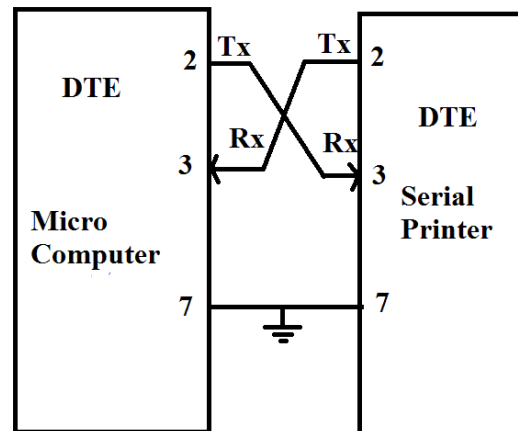 2 Tx Tx 2
DTE
DTE
Rx Rx
3 3
Micro
Computer
Serial
Printer
7 7